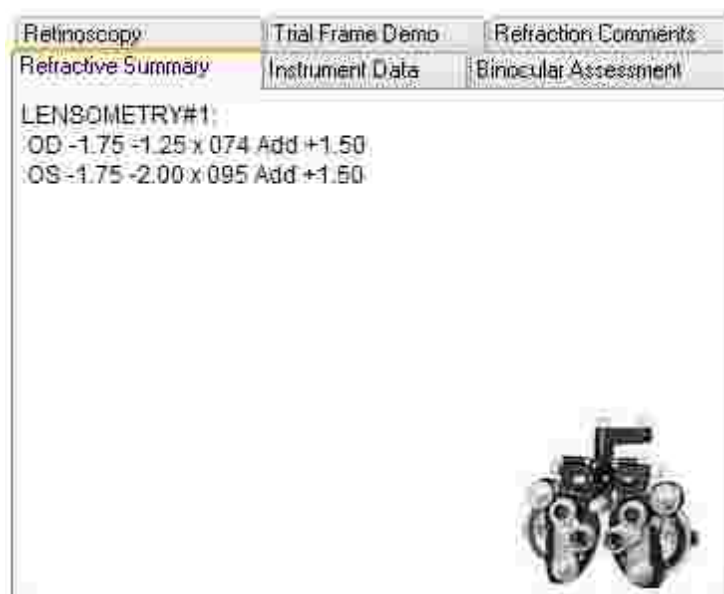 Retinoscopy Trial Frame Demo Refraction Comments
Refractive Summary Instrument Data Binocular Assessment
LENSOMETRY#1:
OD -1.75 -1.25 x 074 Add +1.50
OS -1.75 -2.00 x 095 Add +1.50